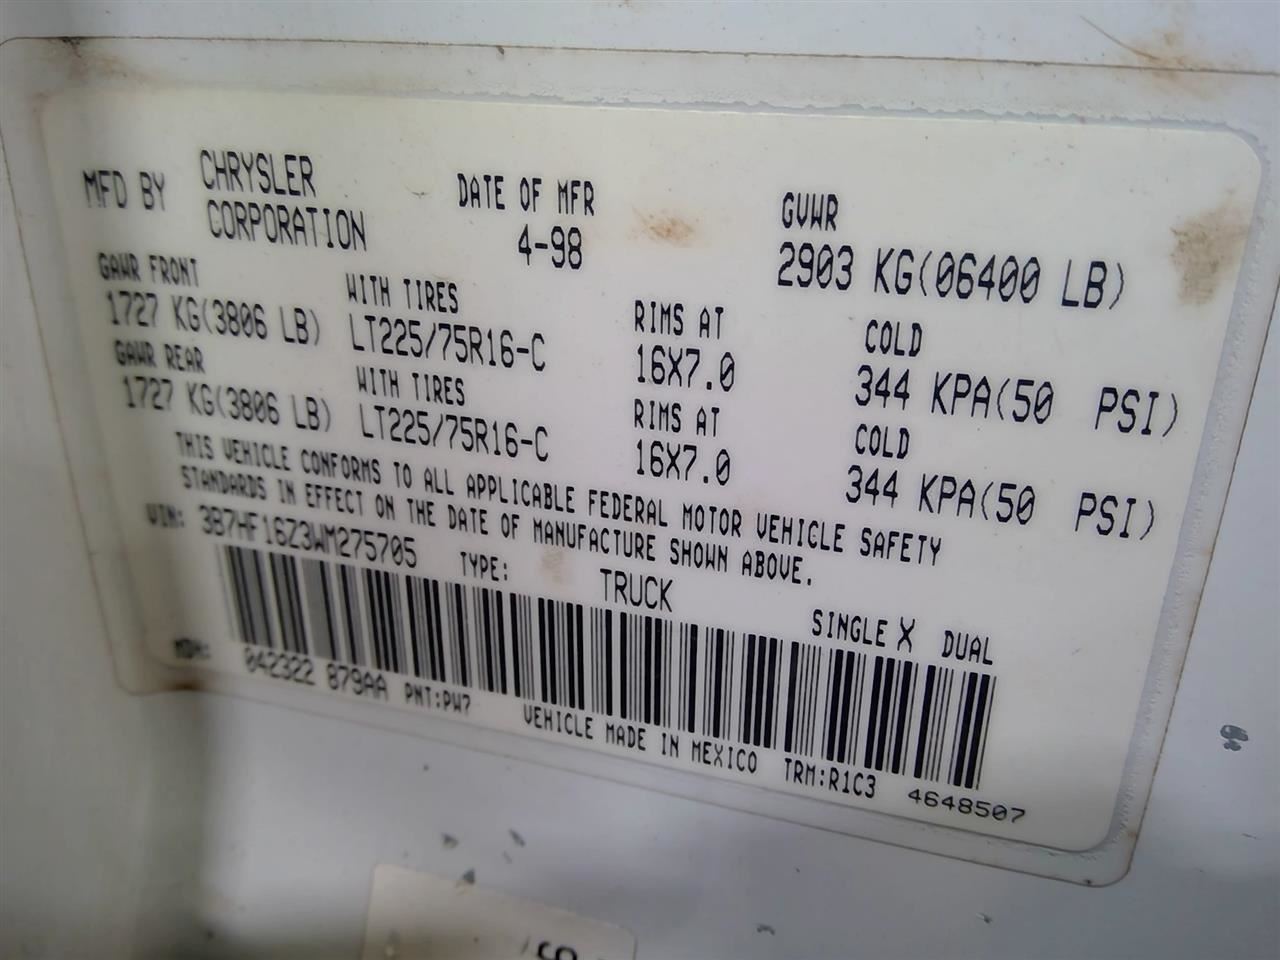 MFD BY CHRYSLER CORPORATION DATE OF MFR 4-98 GVWR 2903 KG(06400 LB)
GAWR FRONT WITH TIRES RIMS AT COLD
1727 KG(3806 LB) LT225/75R16-C 16X7.0 344 KPA(50 PSI)
GAWR REAR WITH TIRES RIMS AT COLD
1727 KG(3806 LB) LT225/75R16-C 16X7.0 344 KPA(50 PSI)
THIS VEHICLE CONFORMS TO ALL APPLICABLE FEDERAL MOTOR VEHICLE SAFETY
STANDARDS IN EFFECT ON THE DATE OF MANUFACTURE SHOWN ABOVE.
VIN: 3B7HF16Z3WM275705 TYPE: TRUCK SINGLE X DUAL
MDH: 042322 879AA PNT:PW7 VEHICLE MADE IN MEXICO TRM:R1C3 4648507